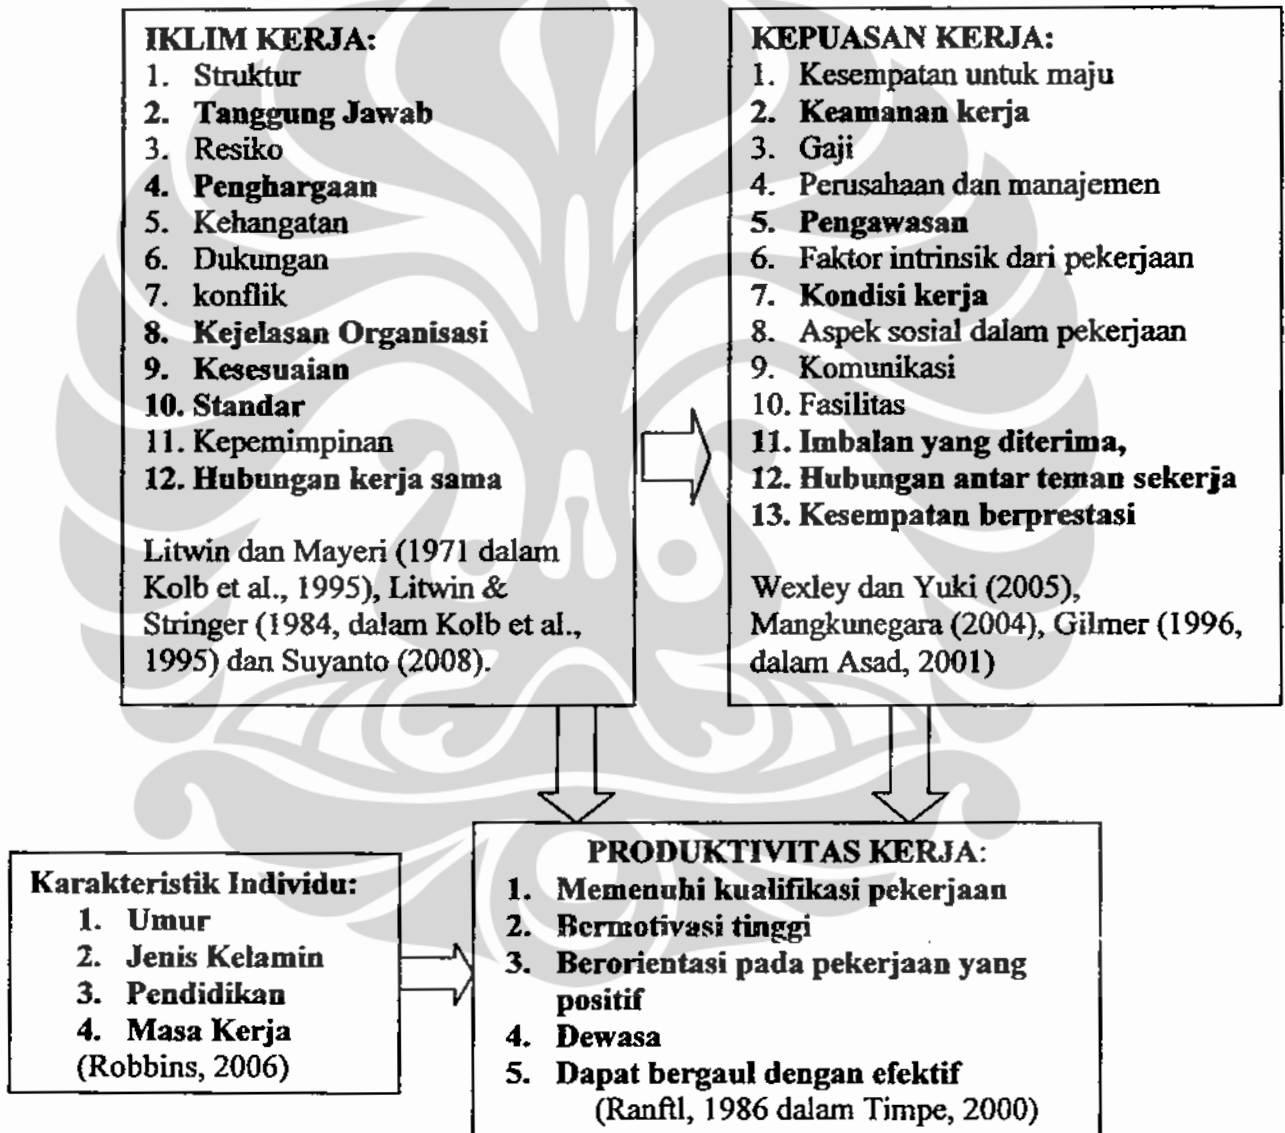 IKLIM KERJA:
1. Struktur
2. Tanggung Jawab
3. Resiko
4. Penghargaan
5. Kehangatan
6. Dukungan
7. konflik
8. Kejelasan Organisasi
9. Kesesuaian
10. Standar
11. Kepemimpinan
12. Hubungan kerja sama
Litwin dan Mayeri (1971 dalam
Kolb et al., 1995), Litwin &
Stringer (1984, dalam Kolb et al.,
1995) dan Suyanto (2008).
KEPUASAN KERJA:
1. Kesempatan untuk maju
2. Keamanan kerja
3. Gaji
4. Perusahaan dan manajemen
5. Pengawasan
6. Faktor intrinsik dari pekerjaan
7. Kondisi kerja
8. Aspek sosial dalam pekerjaan
9. Komunikasi
10. Fasilitas
11. Imbalan yang diterima,
12. Hubungan antar teman sekerja
13. Kesempatan berprestasi
Wexley dan Yuki (2005),
Mangkunegara (2004), Gilmer (1996,
dalam Asad, 2001)
Karakteristik Individu:
1. Umur
2. Jenis Kelamin
3. Pendidikan
4. Masa Kerja
(Robbins, 2006)
PRODUKTIVITAS KERJA:
1. Memenuhi kualifikasi pekerjaan
2. Bermotivasi tinggi
3. Berorientasi pada pekerjaan yang
positif
4. Dewasa
5. Dapat bergaul dengan efektif
(Ranftl, 1986 dalam Timpe, 2000)